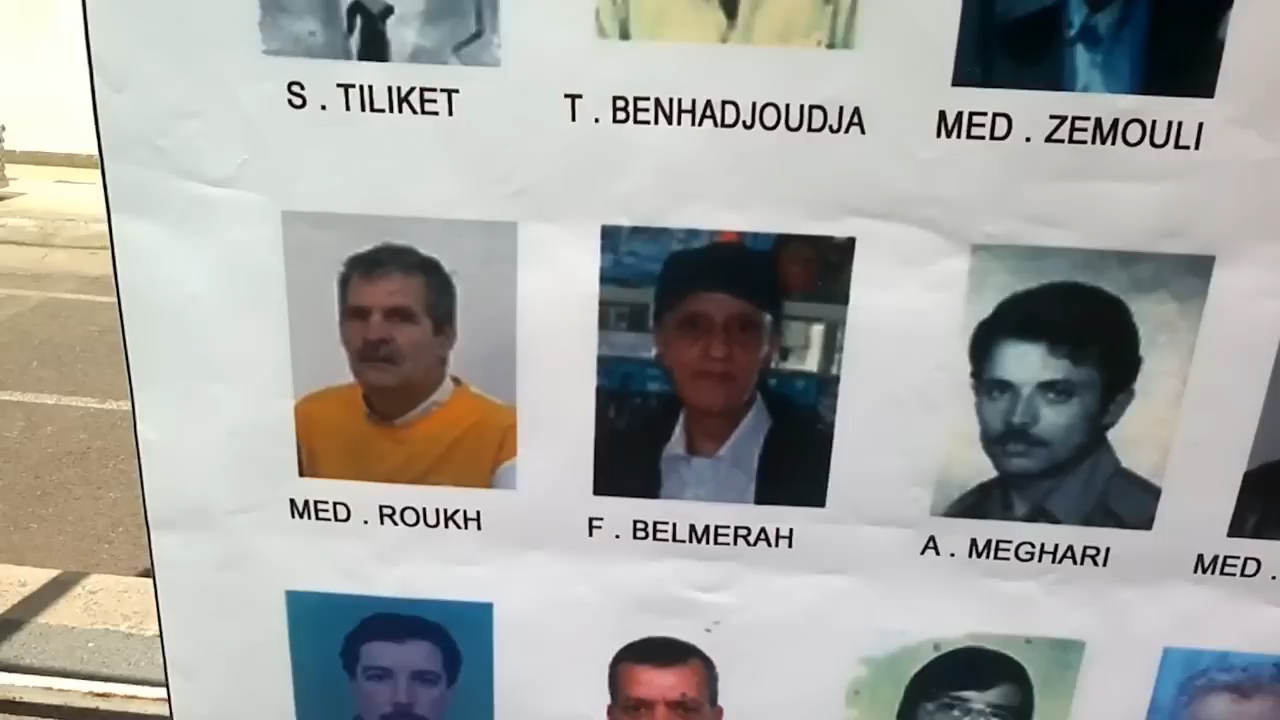 S . TILIKET
T . BENHADJOUDJA
MED . ZEMOULI
MED . ROUKH
F . BELMERAH
A . MEGHARI
MED .